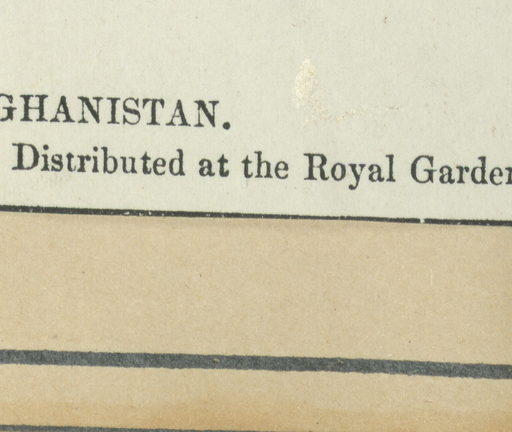 GHANISTAN.
Distributed at the Royal Garden